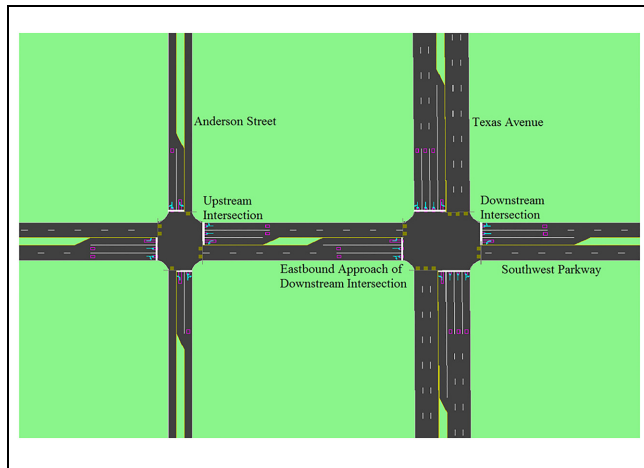 Anderson Street
Texas Avenue
Upstream
Intersection
Downstream
Intersection
Eastbound Approach of
Downstream Intersection
Southwest Parkway